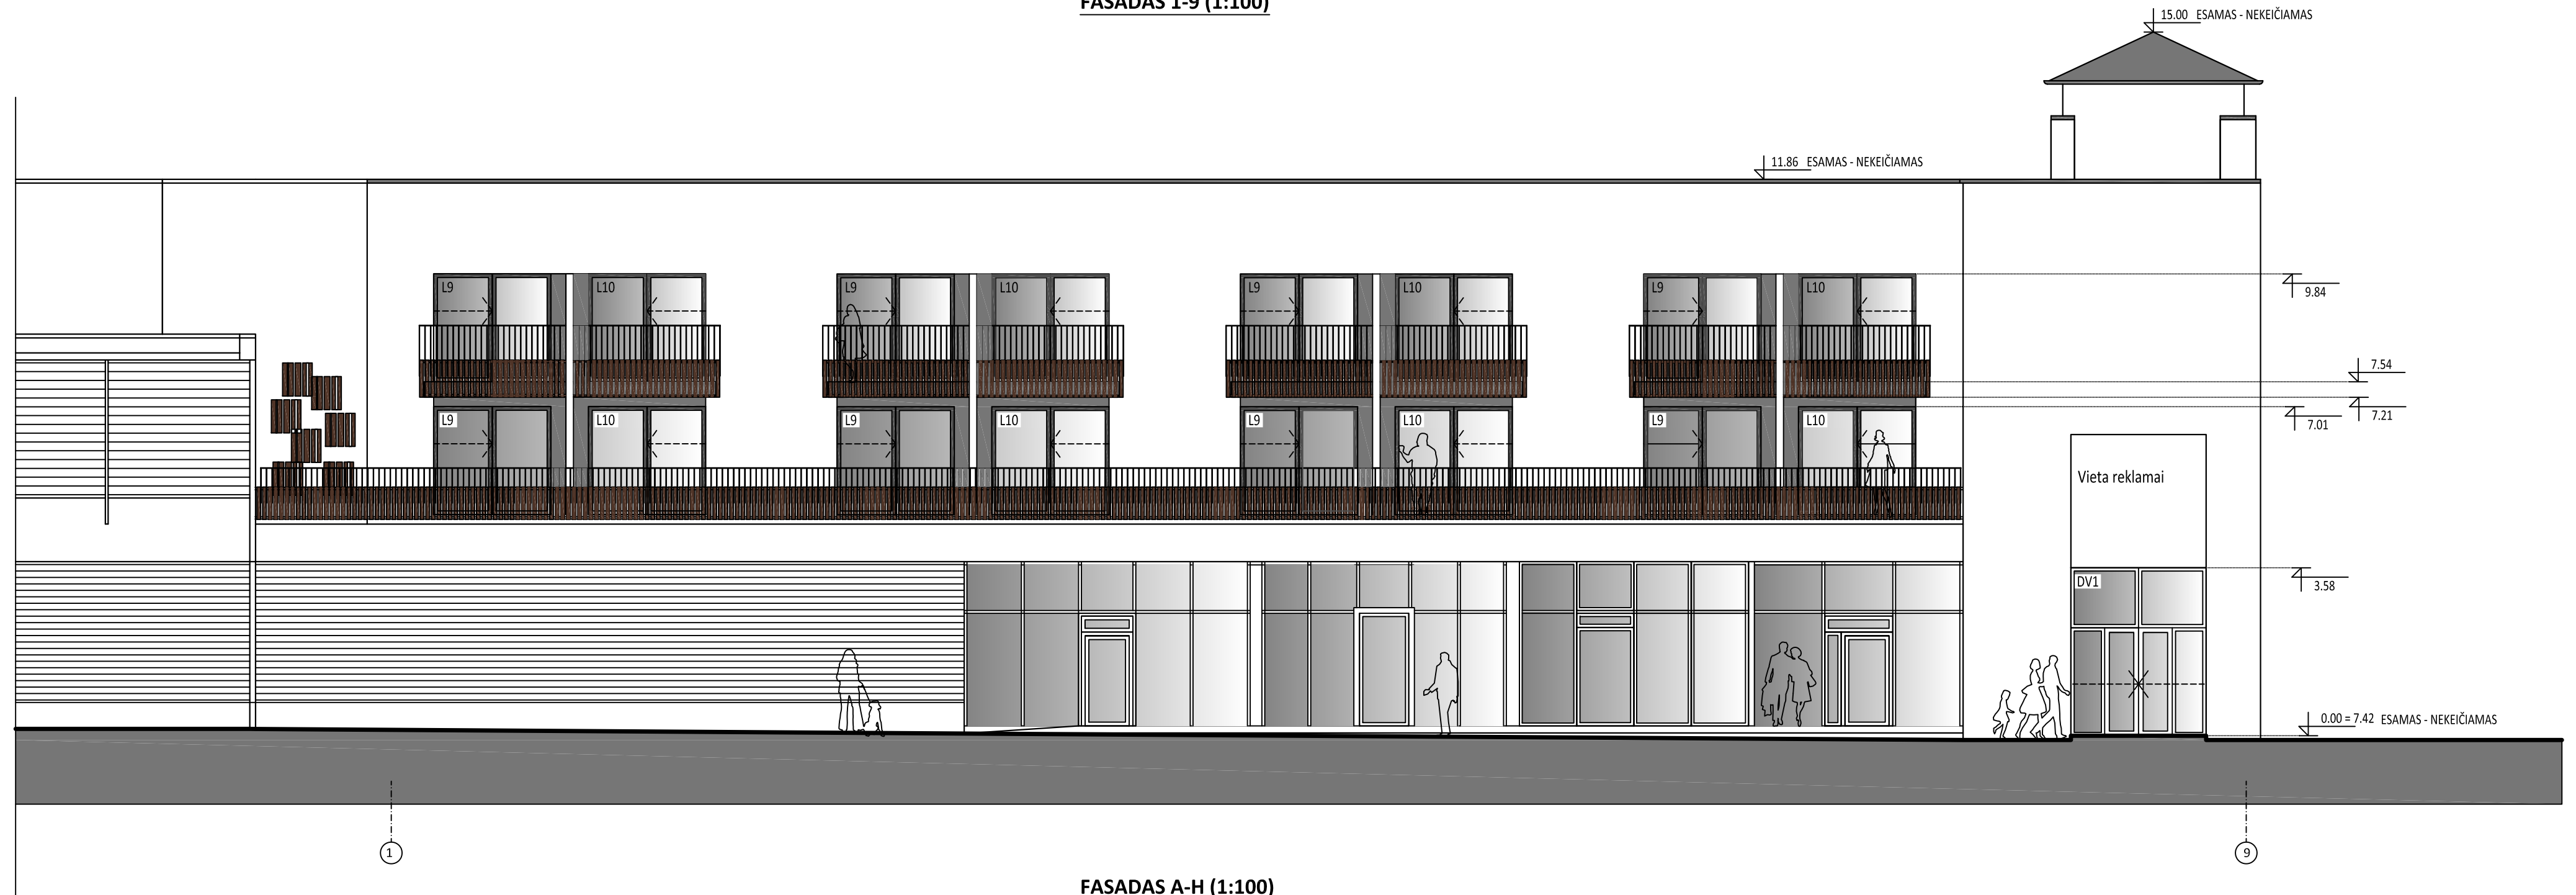 FASADAS 1-9 (1:100)
15.00 ESAMAS - NEKEIČIAMAS
11.86 ESAMAS - NEKEIČIAMAS
L9 L10 L9 L10 L9 L10 L9 L10
9.84
7.54
7.21
7.01
L9 L10 L9 L10 L9 L10 L9 L10
Vieta reklamai
DV1
3.58
0.00 = 7.42 ESAMAS - NEKEIČIAMAS
1
9
FASADAS A-H (1:100)